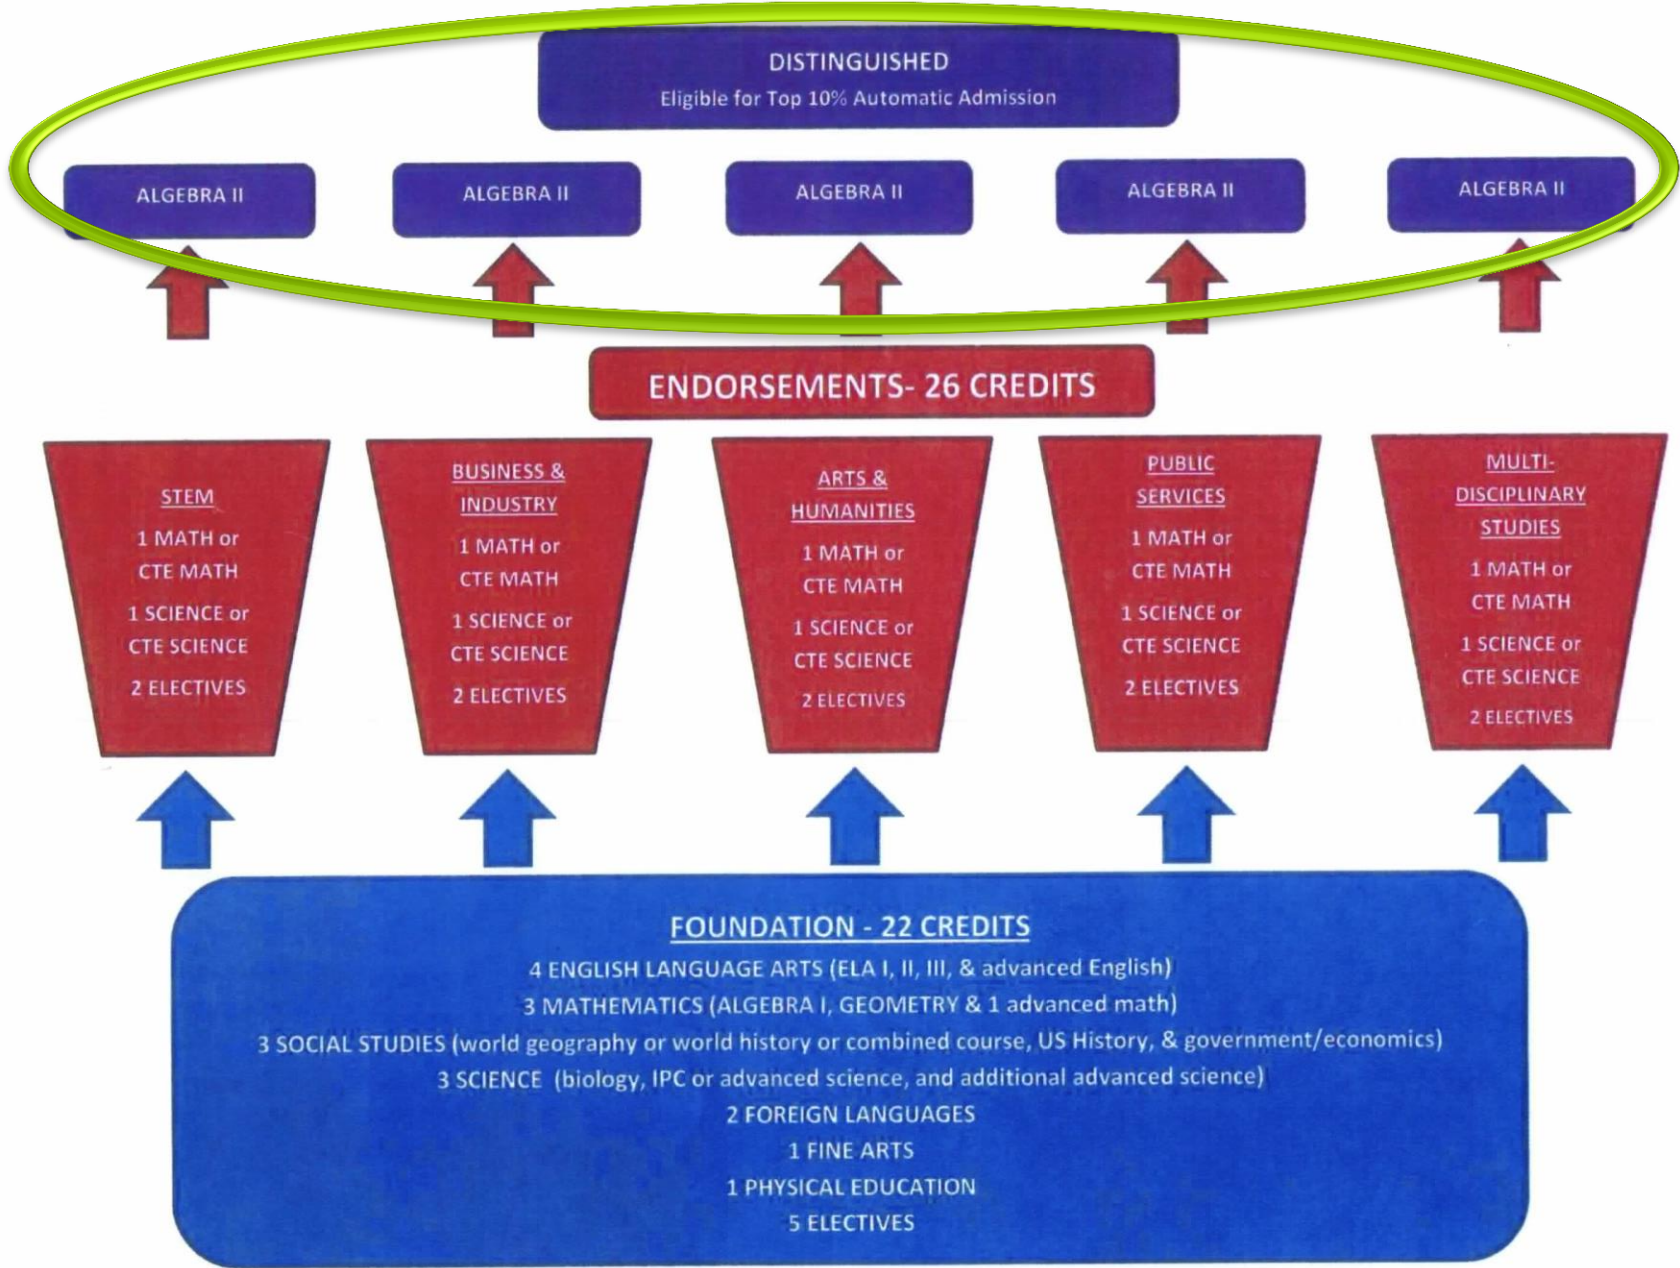 DISTINGUISHED
Eligible for Top 10% Automatic Admission
ALGEBRA II
ALGEBRA II
ALGEBRA II
ALGEBRA II
ALGEBRA II
ENDORSEMENTS- 26 CREDITS
STEM
1 MATH or
CTE MATH
1 SCIENCE or
CTE SCIENCE
2 ELECTIVES
BUSINESS &
INDUSTRY
1 MATH or
CTE MATH
1 SCIENCE or
CTE SCIENCE
2 ELECTIVES
ARTS &
HUMANITIES
1 MATH or
CTE MATH
1 SCIENCE or
CTE SCIENCE
2 ELECTIVES
PUBLIC
SERVICES
1 MATH or
CTE MATH
1 SCIENCE or
CTE SCIENCE
2 ELECTIVES
MULTI-
DISCIPLINARY
STUDIES
1 MATH or
CTE MATH
1 SCIENCE or
CTE SCIENCE
2 ELECTIVES
FOUNDATION - 22 CREDITS
4 ENGLISH LANGUAGE ARTS (ELA I, II, III, & advanced English)
3 MATHEMATICS (ALGEBRA I, GEOMETRY & 1 advanced math)
3 SOCIAL STUDIES (world geography or world history or combined course, US History, & government/economics)
3 SCIENCE (biology, IPC or advanced science, and additional advanced science)
2 FOREIGN LANGUAGES
1 FINE ARTS
1 PHYSICAL EDUCATION
5 ELECTIVES